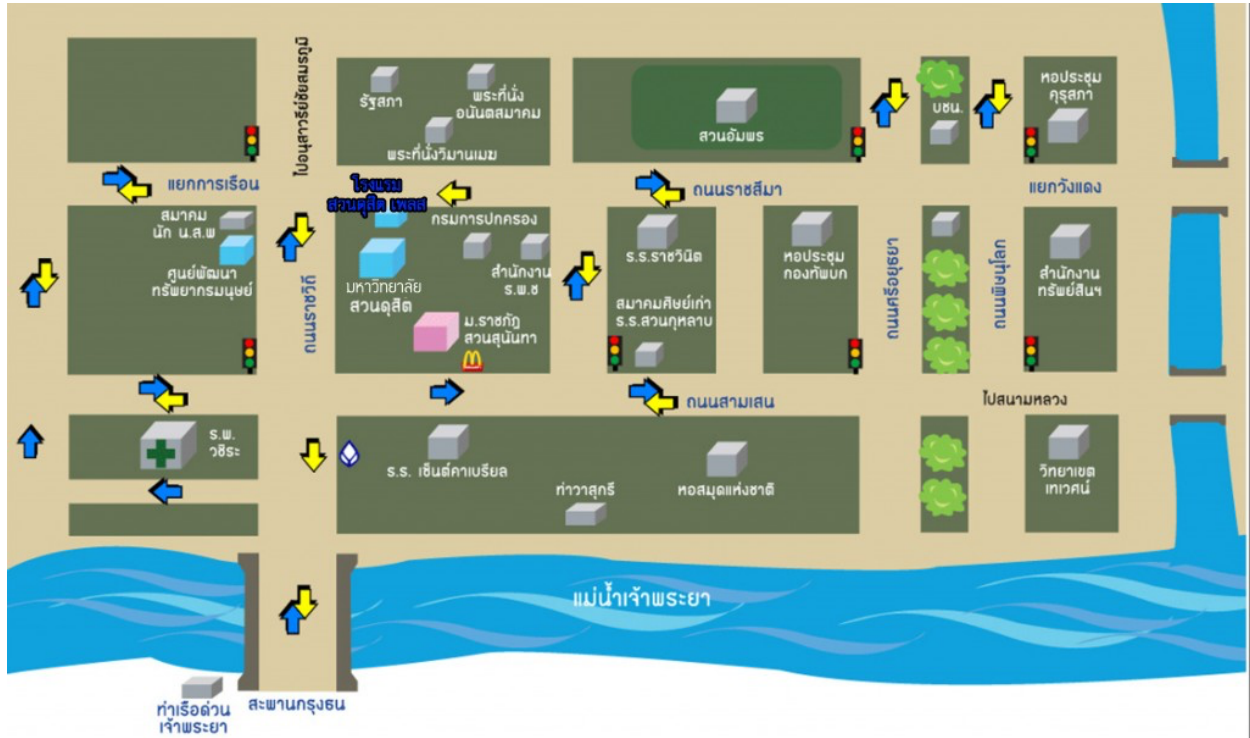 ไปอนุสาวรีย์ชัยสมรภูมิ
รัฐสภา
พระที่นั่ง
อนันตสมาคม
พระที่นั่งวิมานเมฆ
สวนอัมพร
บชน.
หอประชุม
คุรุสภา
แยกการเรือน
โรงแรม
สวนดุสิต เพลส
ถนนราชสีมา
แยกวังแดง
สมาคม
นัก น.ส.พ
ศูนย์พัฒนา
ทรัพยากรมนุษย์
ถนนราชวิถี
กรมการปกครอง
สำนักงาน
ร.พ.ช
มหาวิทยาลัย
สวนดุสิต
ม.ราชภัฏ
สวนสุนันทา
ร.ร.ราชวินิต
สมาคมศิษย์เก่า
ร.ร.สวนกุหลาบ
หอประชุม
กองทัพบก
ถนนศรีอยุธยา
ถนนพิษณุโลก
สำนักงาน
ทรัพย์สินฯ
ถนนสามเสน
ไปสนามหลวง
ร.พ.
วชิระ
ร.ร. เซ็นต์คาเบรียล
ท่าวาสุกรี
หอสมุดแห่งชาติ
วิทยาเขต
เทเวศน์
แม่น้ำเจ้าพระยา
สะพานกรุงธน
ท่าเรือด่วน
เจ้าพระยา